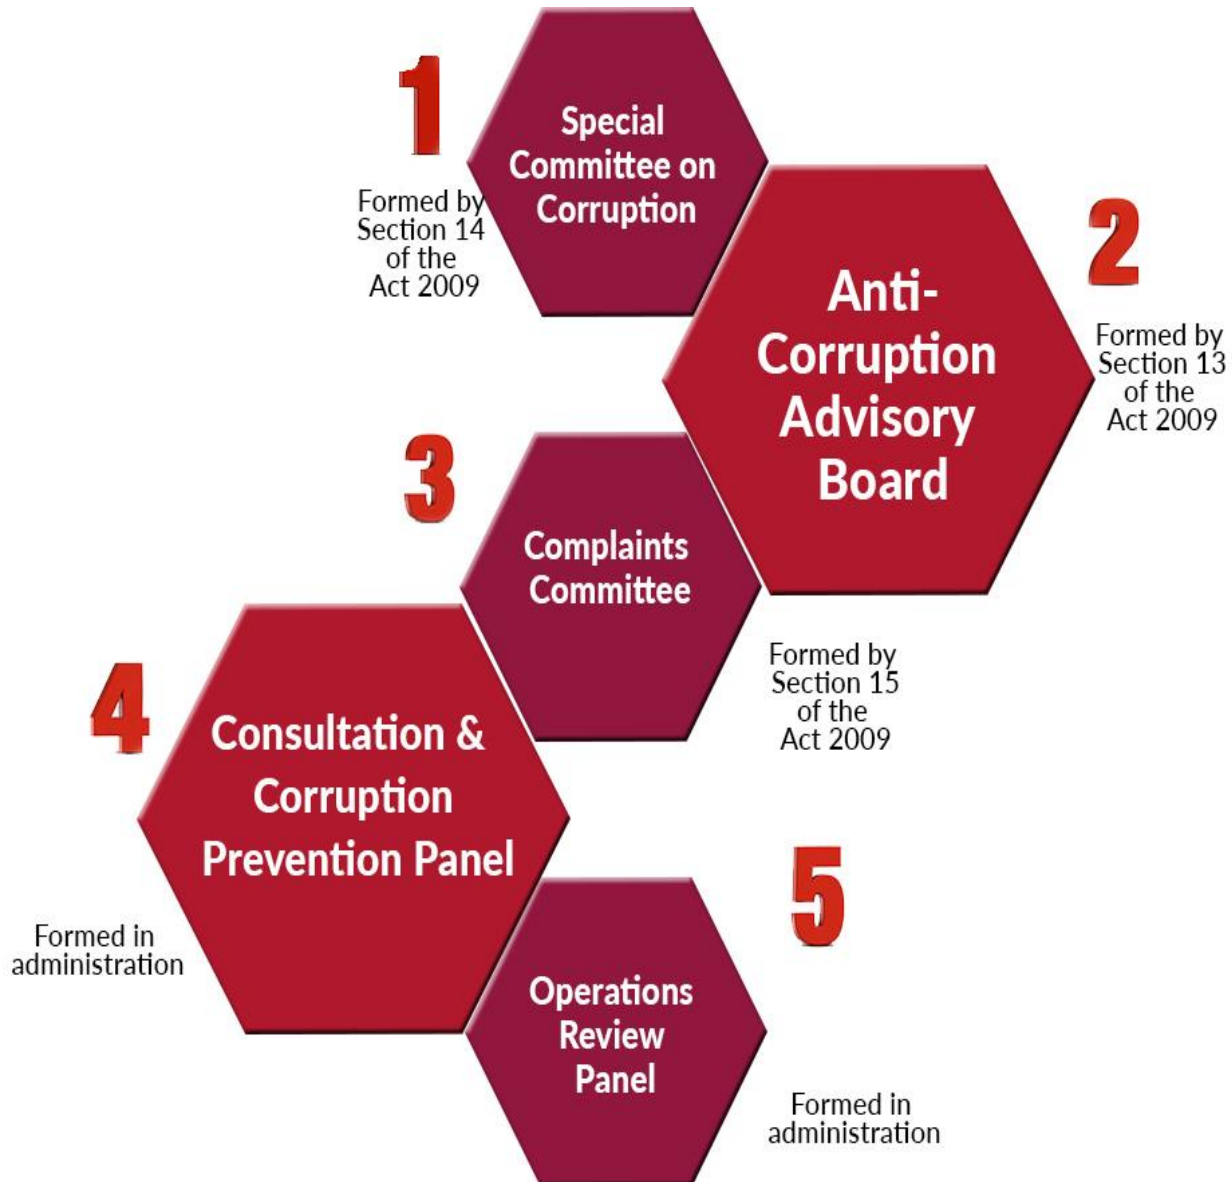 1
Special
Committee on
Corruption
Formed by
Section 14
of the
Act 2009
2
Anti-
Corruption
Advisory
Board
Formed by
Section 13
of the
Act 2009
3
Complaints
Committee
Formed by
Section 15
of the
Act 2009
4
Consultation &
Corruption
Prevention Panel
Formed in
administration
5
Operations
Review
Panel
Formed in
administration